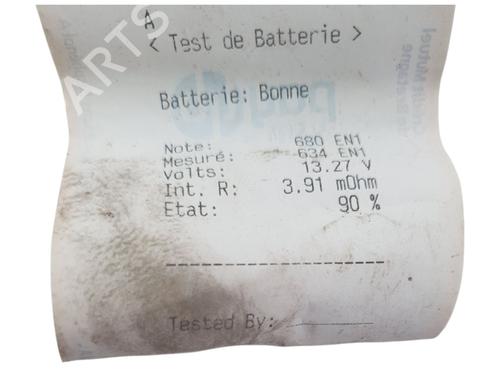 A
< Test de Batterie >
Batterie: Bonne
Note: 680 EN1
Mesuré: 634 EN1
Volts: 13.27 V
Int. R: 3.91 mOhm
Etat: 90 %
Tested By:
ARTS